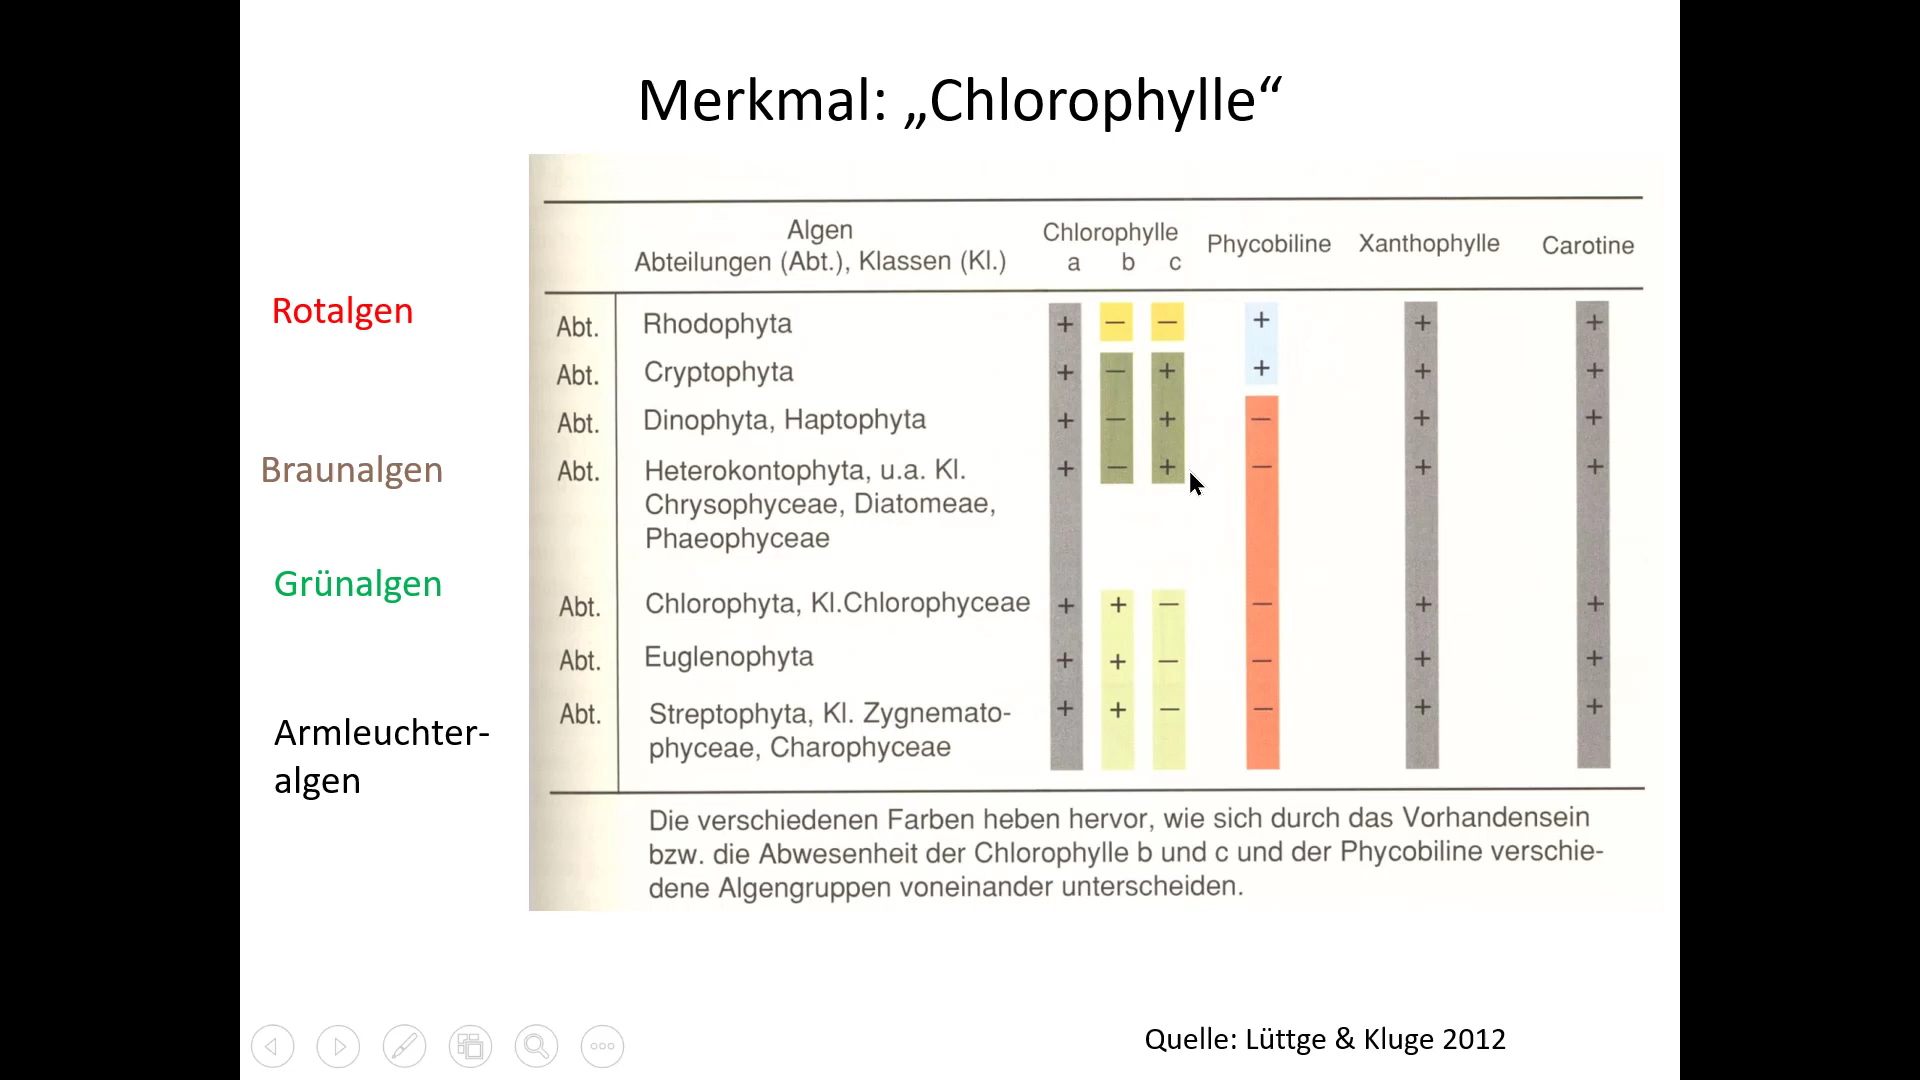 Merkmal: „Chlorophylle“
Algen
Abteilungen (Abt.), Klassen (Kl.)
Chlorophylle
a b c
Phycobiline
Xanthophylle
Carotine
Rotalgen
Abt. Rhodophyta + – – + + +
Abt. Cryptophyta + – + + + +
Abt. Dinophyta, Haptophyta + – + – + +
Braunalgen
Abt. Heterokontophyta, u.a. Kl. + – + – + +
Chrysophyceae, Diatomeae,
Phaeophyceae
Grünalgen
Abt. Chlorophyta, Kl.Chlorophyceae + + – – + +
Abt. Euglenophyta + + – – + +
Armleuchter-
algen
Abt. Streptophyta, Kl. Zygnemato- + + – – + +
phyceae, Charophyceae
Die verschiedenen Farben heben hervor, wie sich durch das Vorhandensein
bzw. die Abwesenheit der Chlorophylle b und c und der Phycobiline verschie-
dene Algengruppen voneinander unterscheiden.
Quelle: Lüttge & Kluge 2012